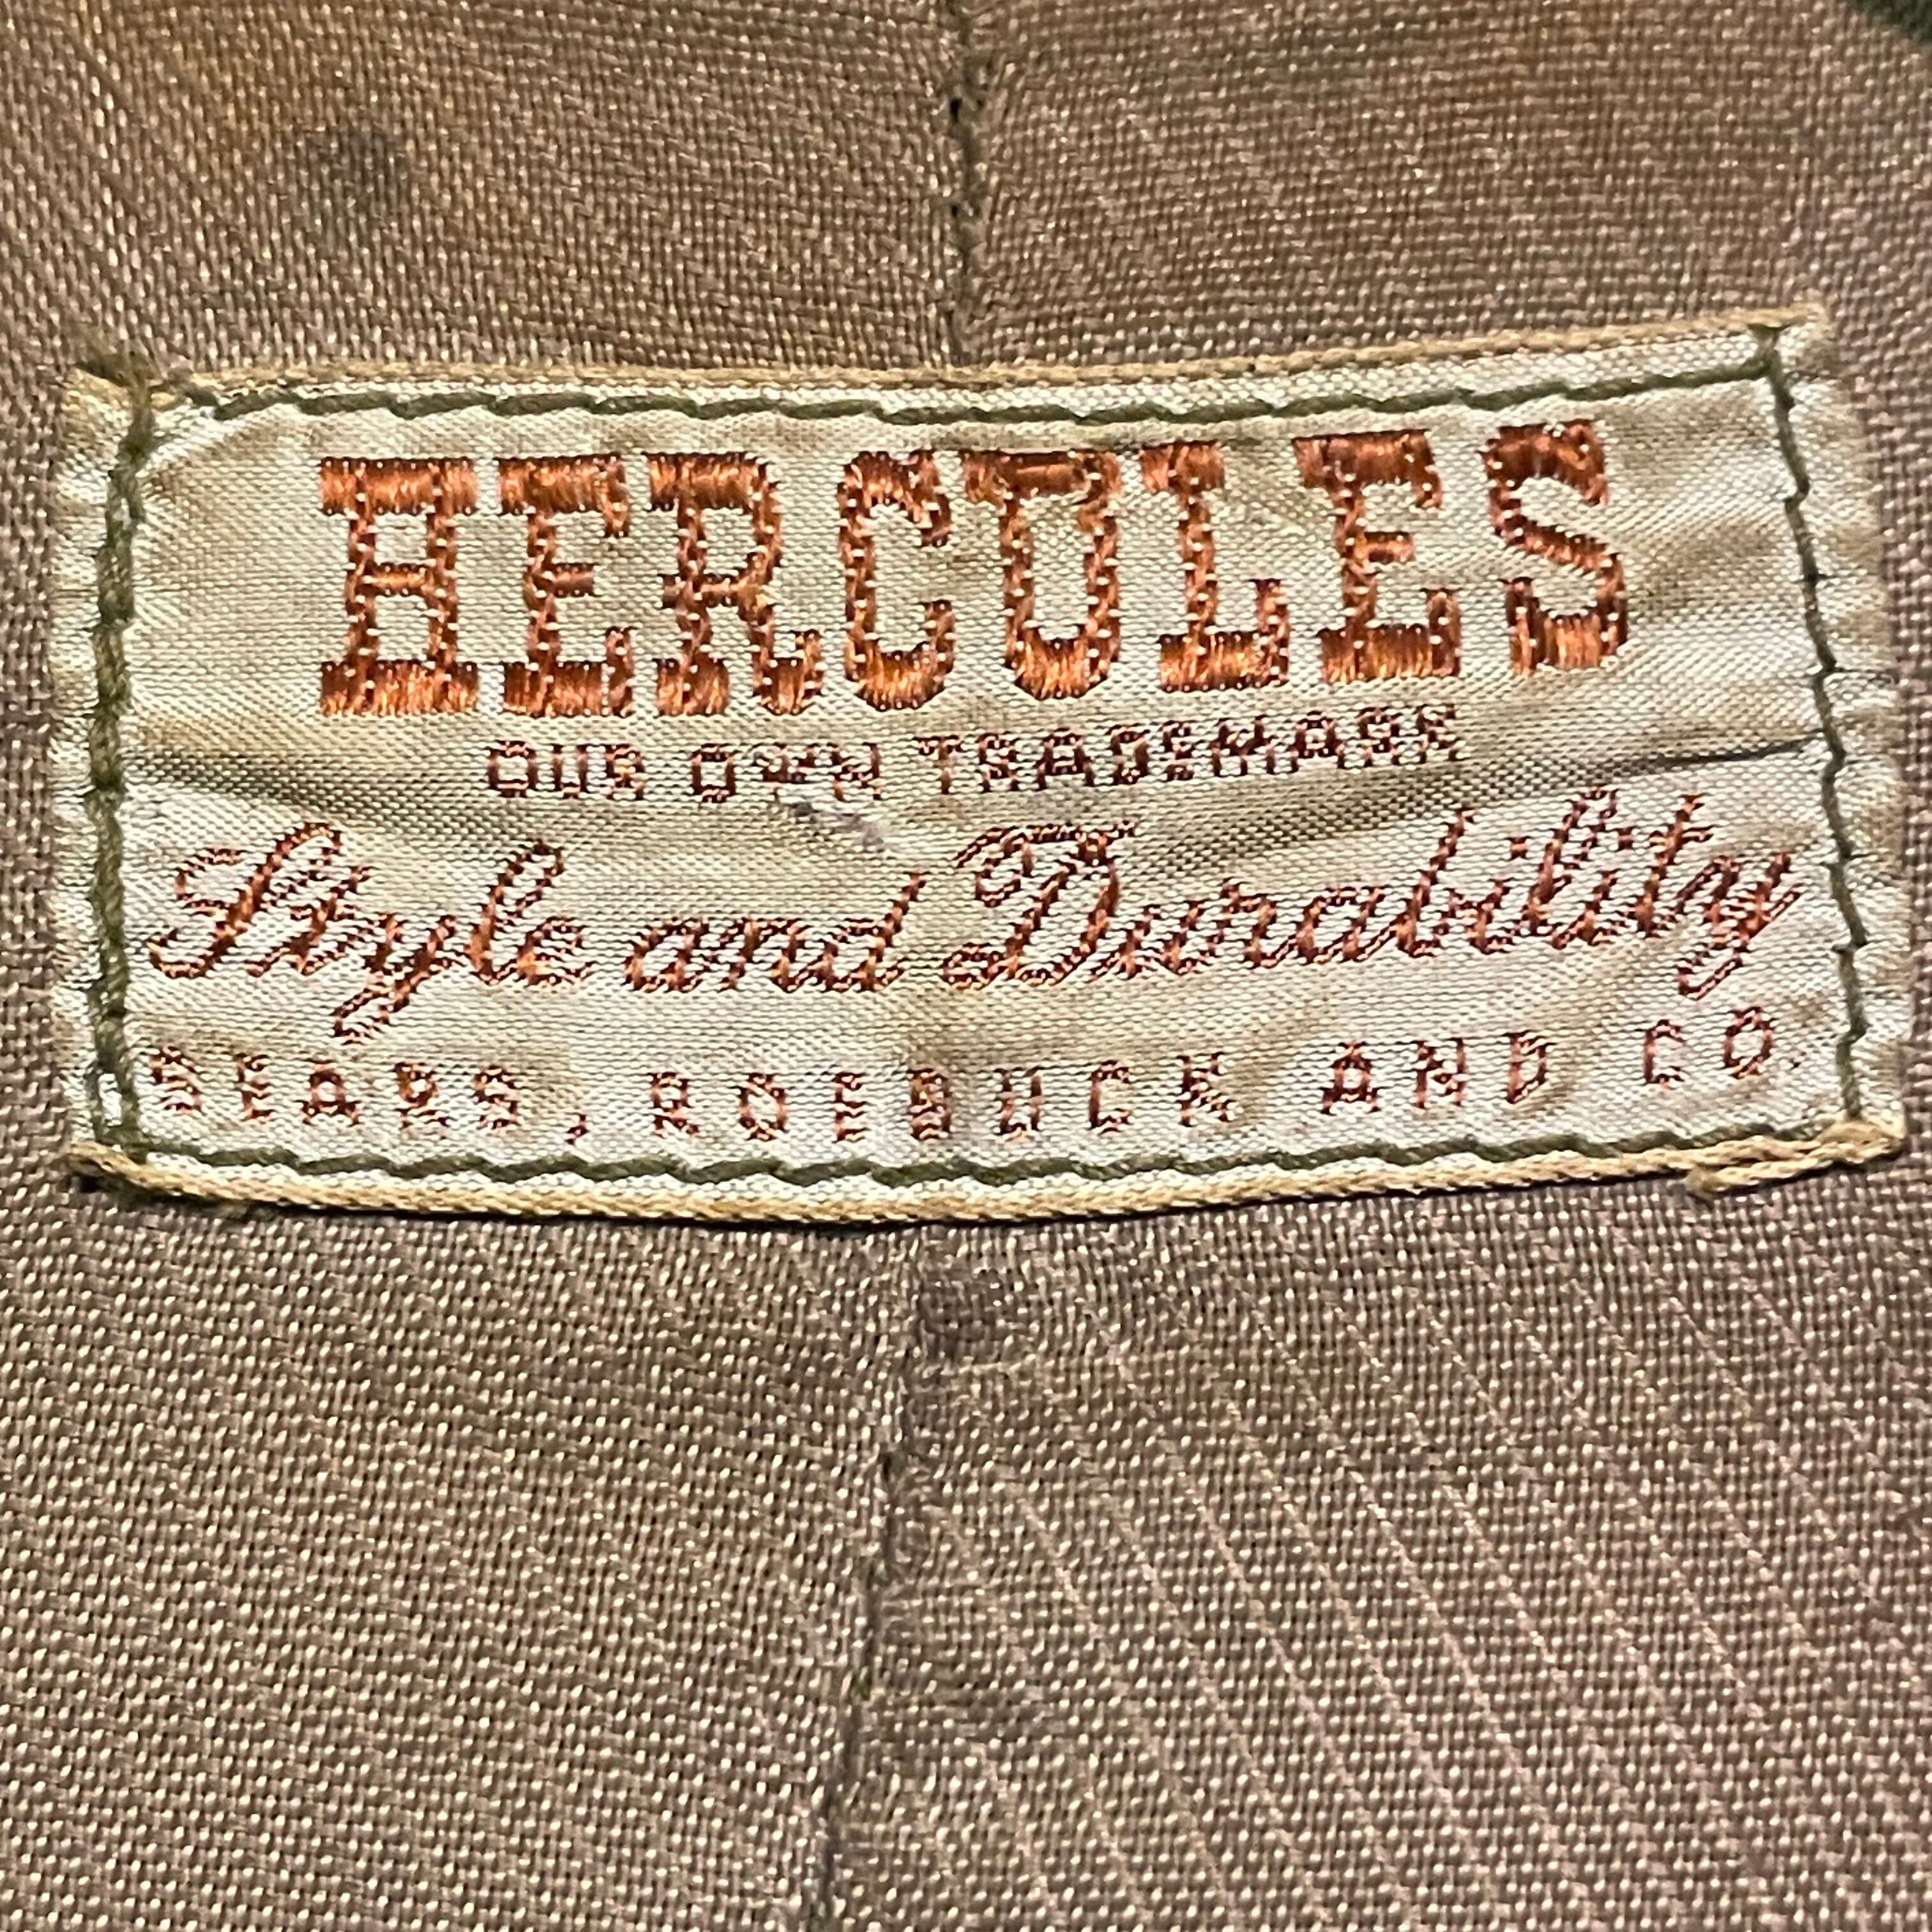 HERCULES
OUR OWN TRADEMARK
Style and Durability
SEARS, ROEBUCK AND CO.